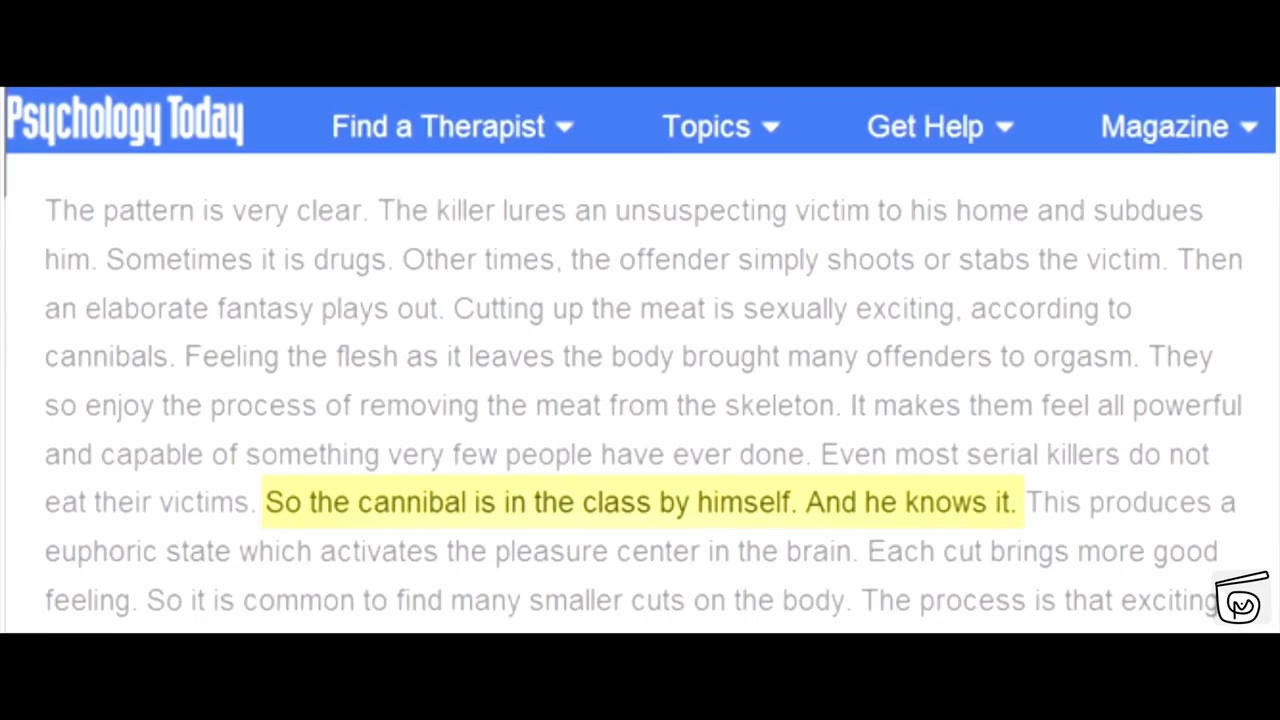 Psychology Today Find a Therapist Topics Get Help Magazine
The pattern is very clear. The killer lures an unsuspecting victim to his home and subdues
him. Sometimes it is drugs. Other times, the offender simply shoots or stabs the victim. Then
an elaborate fantasy plays out. Cutting up the meat is sexually exciting, according to
cannibals. Feeling the flesh as it leaves the body brought many offenders to orgasm. They
so enjoy the process of removing the meat from the skeleton. It makes them feel all powerful
and capable of something very few people have ever done. Even most serial killers do not
eat their victims. So the cannibal is in the class by himself. And he knows it. This produces a
euphoric state which activates the pleasure center in the brain. Each cut brings more good
feeling. So it is common to find many smaller cuts on the body. The process is that exciting